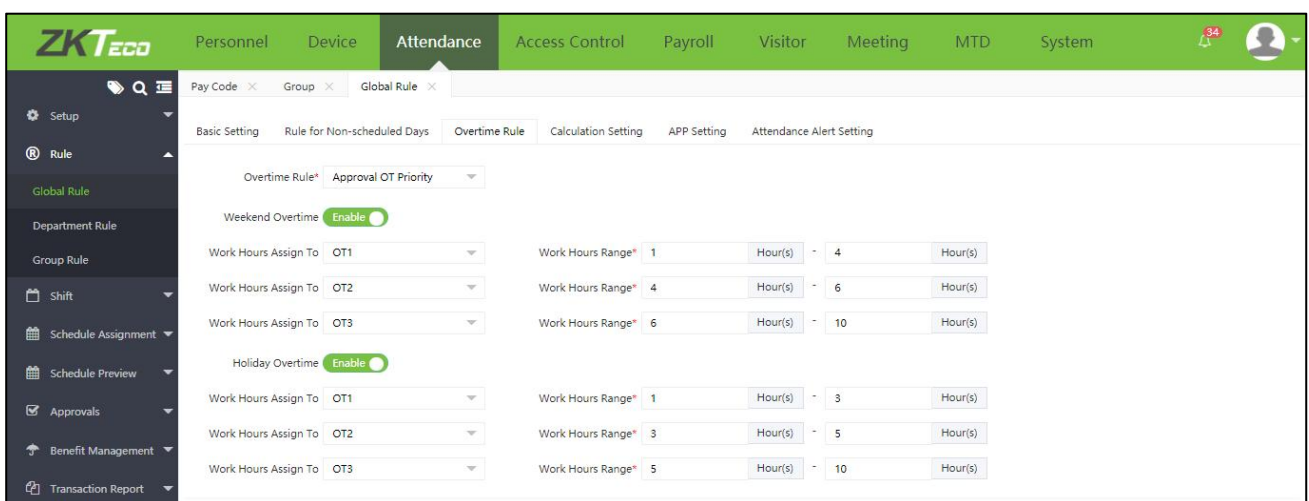 ZKTeco Personnel Device Attendance Access Control Payroll Visitor Meeting MTD System 34
Pay Code Group Global Rule
Setup
Basic Setting Rule for Non-scheduled Days Overtime Rule Calculation Setting APP Setting Attendance Alert Setting
® Rule
Overtime Rule* Approval OT Priority
Global Rule
Weekend Overtime Enable
Department Rule
Work Hours Assign To OT1 Work Hours Range* 1 Hour(s) - 4 Hour(s)
Group Rule
Work Hours Assign To OT2 Work Hours Range* 4 Hour(s) - 6 Hour(s)
Shift
Work Hours Assign To OT3 Work Hours Range* 6 Hour(s) - 10 Hour(s)
Schedule Assignment
Holiday Overtime Enable
Schedule Preview
Work Hours Assign To OT1 Work Hours Range* 1 Hour(s) - 3 Hour(s)
Approvals
Work Hours Assign To OT2 Work Hours Range* 3 Hour(s) - 5 Hour(s)
Benefit Management
Work Hours Assign To OT3 Work Hours Range* 5 Hour(s) - 10 Hour(s)
Transaction Report